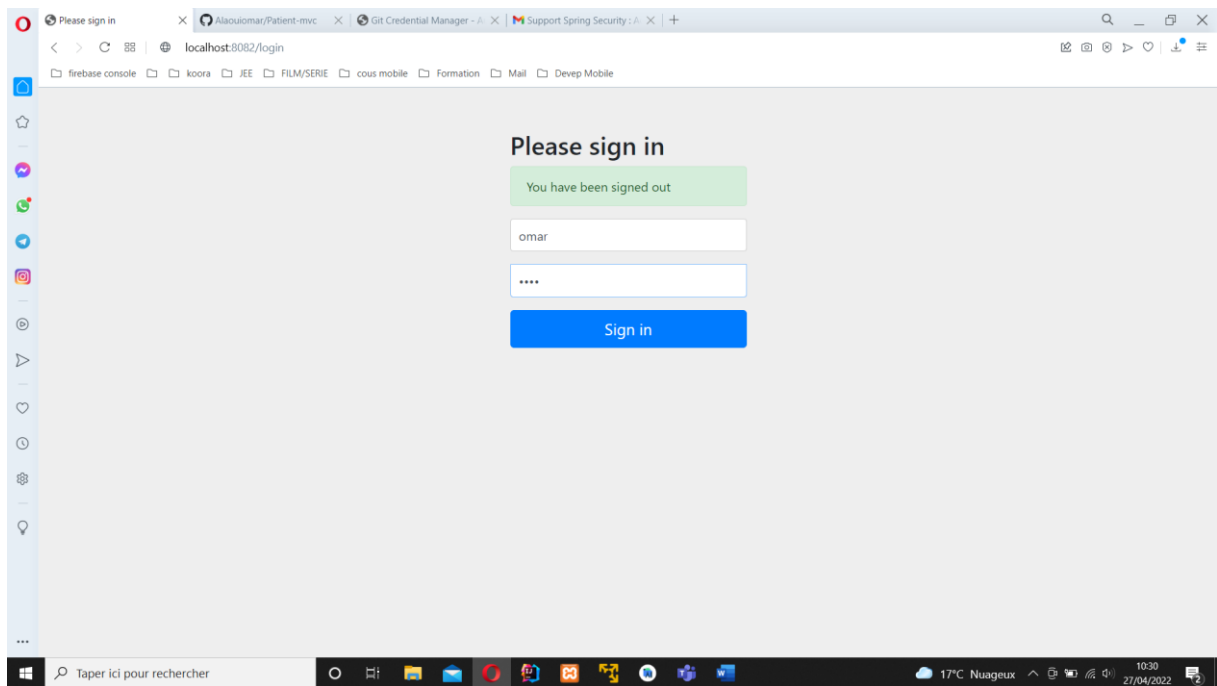 Please sign in
Alaouiomar/Patient-mvc
Git Credential Manager - A
Support Spring Security : A
localhost:8082/login
firebase console
koora
JEE
FILM/SERIE
cous mobile
Formation
Mail
Devep Mobile
Please sign in
You have been signed out
omar
Sign in
Taper ici pour rechercher
17°C Nuageux
10:30
27/04/2022
2